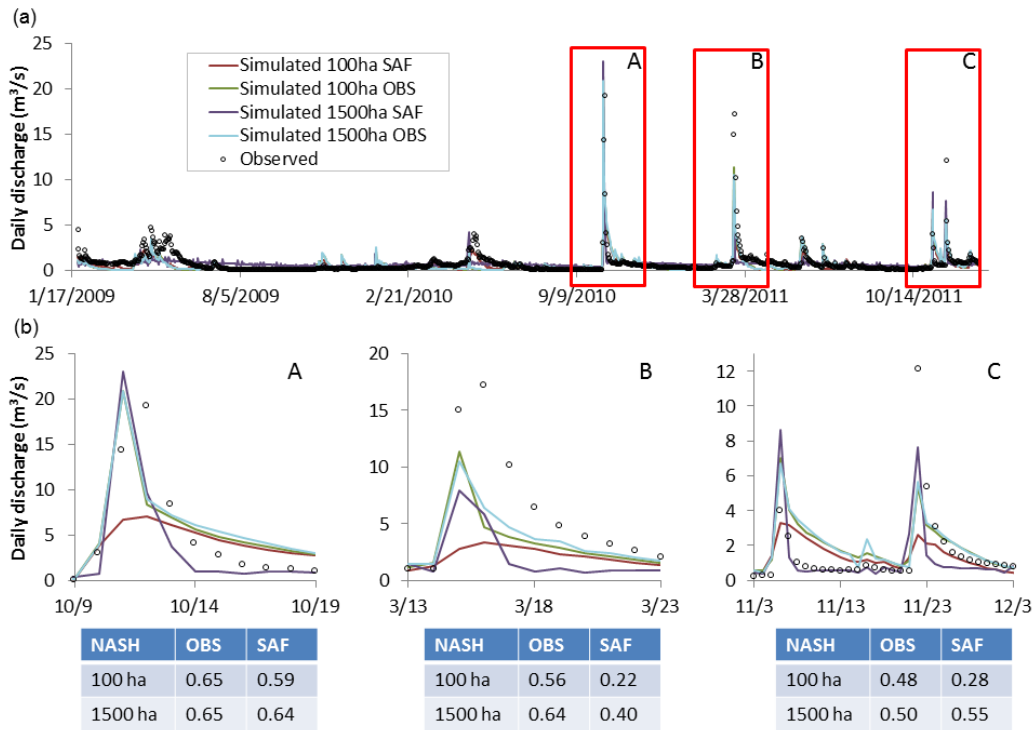 (a)
Daily discharge (m³/s)
25
20
15
10
5
0
Simulated 100ha SAF
Simulated 100ha OBS
Simulated 1500ha SAF
Simulated 1500ha OBS
Observed
A
B
C
1/17/2009
8/5/2009
2/21/2010
9/9/2010
3/28/2011
10/14/2011
(b)
Daily discharge (m³/s)
25
20
15
10
5
0
A
10/9
10/14
10/19
20
15
10
5
0
B
3/13
3/18
3/23
12
10
8
6
4
2
0
C
11/3
11/13
11/23
12/3
NASH OBS SAF
100 ha 0.65 0.59
1500 ha 0.65 0.64
NASH OBS SAF
100 ha 0.56 0.22
1500 ha 0.64 0.40
NASH OBS SAF
100 ha 0.48 0.28
1500 ha 0.50 0.55